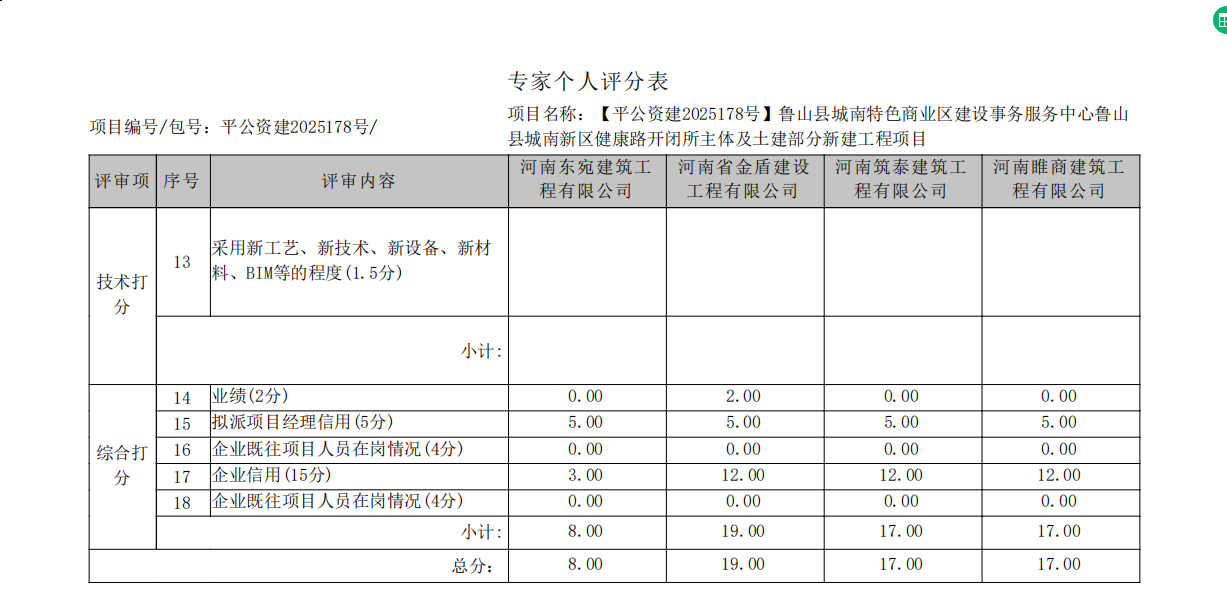 专家个人评分表
项目编号/包号：平公资建2025178号/
项目名称：【平公资建2025178号】鲁山县城南特色商业区建设事务服务中心鲁山
县城南新区健康路开闭所主体及土建部分新建工程项目
评审项 序号 评审内容 河南东宛建筑工程有限公司 河南省金盾建设工程有限公司 河南筑泰建筑工程有限公司 河南睢商建筑工程有限公司
技术打分
13 采用新工艺、新技术、新设备、新材
料、BIM等的程度(1.5分)
小计:
综合打分
14 业绩(2分) 0.00 2.00 0.00 0.00
15 拟派项目经理信用(5分) 5.00 5.00 5.00 5.00
16 企业既往项目人员在岗情况(4分) 0.00 0.00 0.00 0.00
17 企业信用(15分) 3.00 12.00 12.00 12.00
18 企业既往项目人员在岗情况(4分) 0.00 0.00 0.00 0.00
小计: 8.00 19.00 17.00 17.00
总分: 8.00 19.00 17.00 17.00